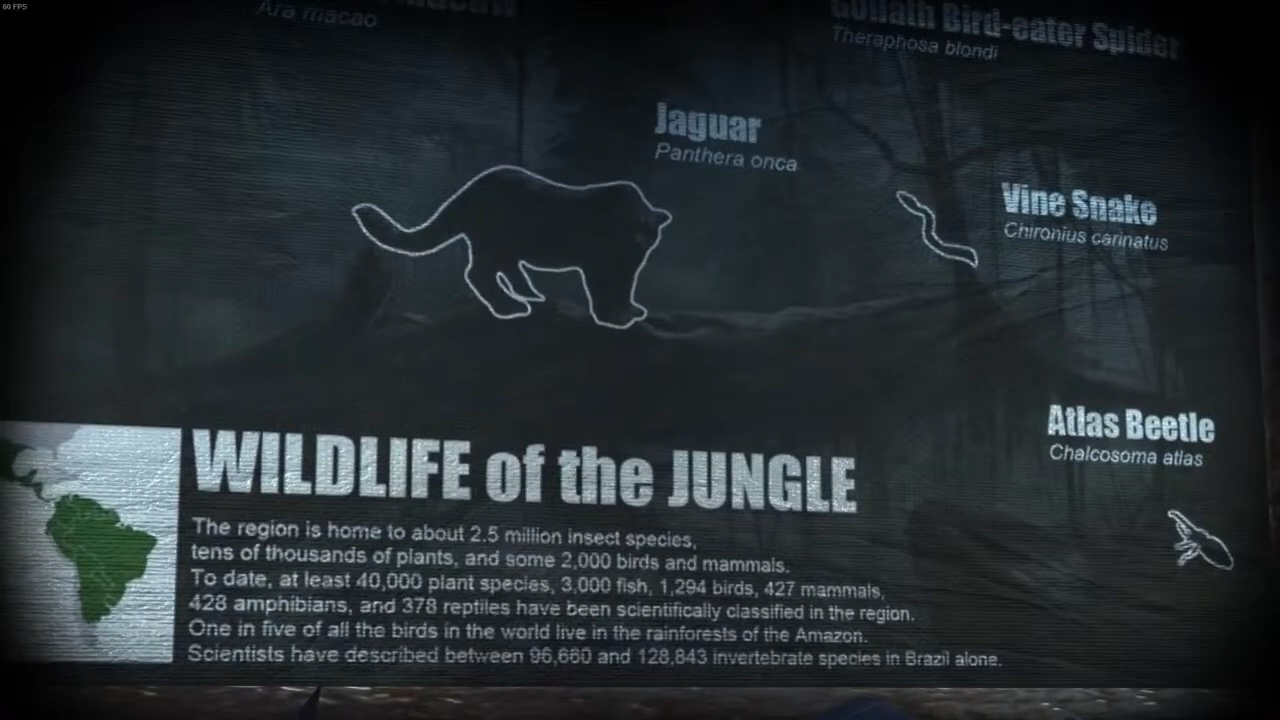 60 FPS
Ara macao
Goliath Bird-eater Spider
Theraphosa blondi
Jaguar
Panthera onca
Vine Snake
Chironius carinatus
Atlas Beetle
Chalcosoma atlas
WILDLIFE of the JUNGLE
The region is home to about 2.5 million insect species,
tens of thousands of plants, and some 2,000 birds and mammals.
To date, at least 40,000 plant species, 3,000 fish, 1,294 birds, 427 mammals,
428 amphibians, and 378 reptiles have been scientifically classified in the region.
One in five of all the birds in the world live in the rainforests of the Amazon.
Scientists have described between 96,660 and 128,843 invertebrate species in Brazil alone.